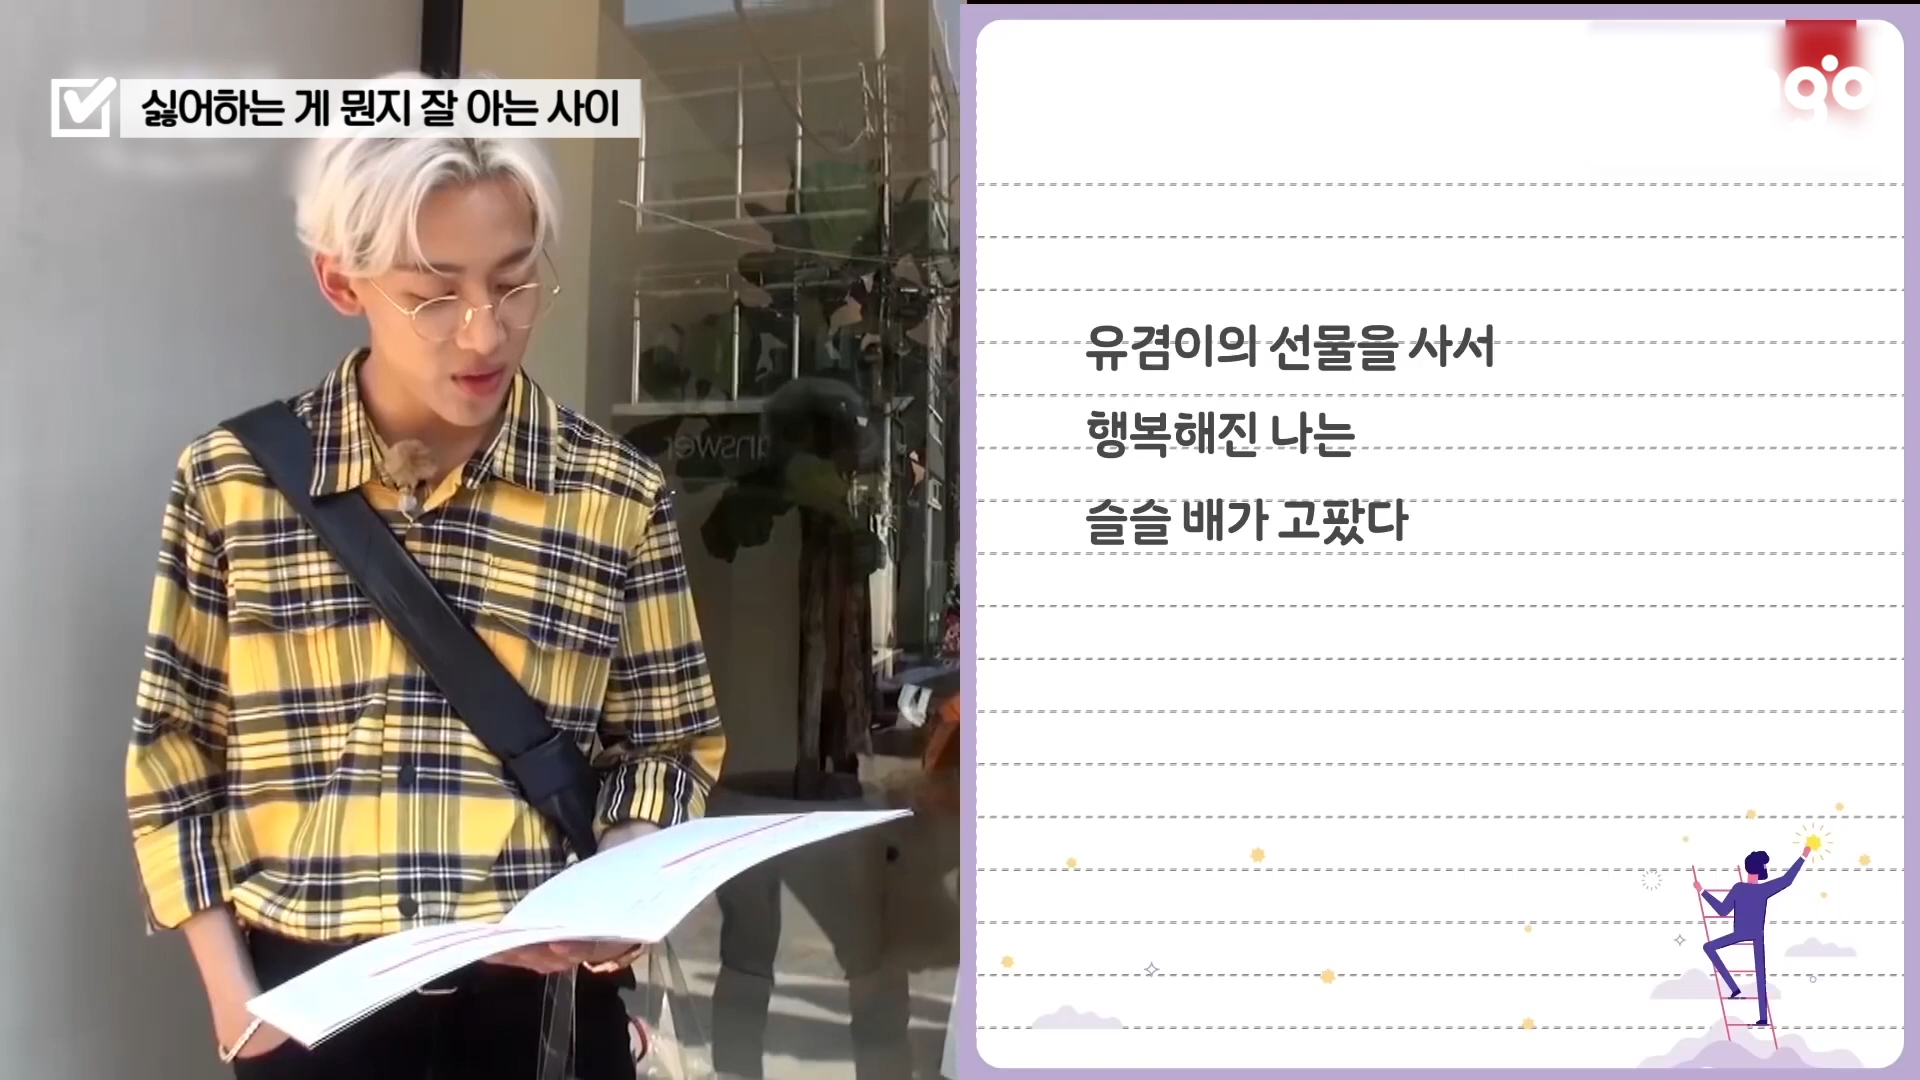 싫어하는 게 뭔지 잘 아는 사이
유겸이의 선물을 사서
행복해진 나는
슬슬 배가 고팠다
answer